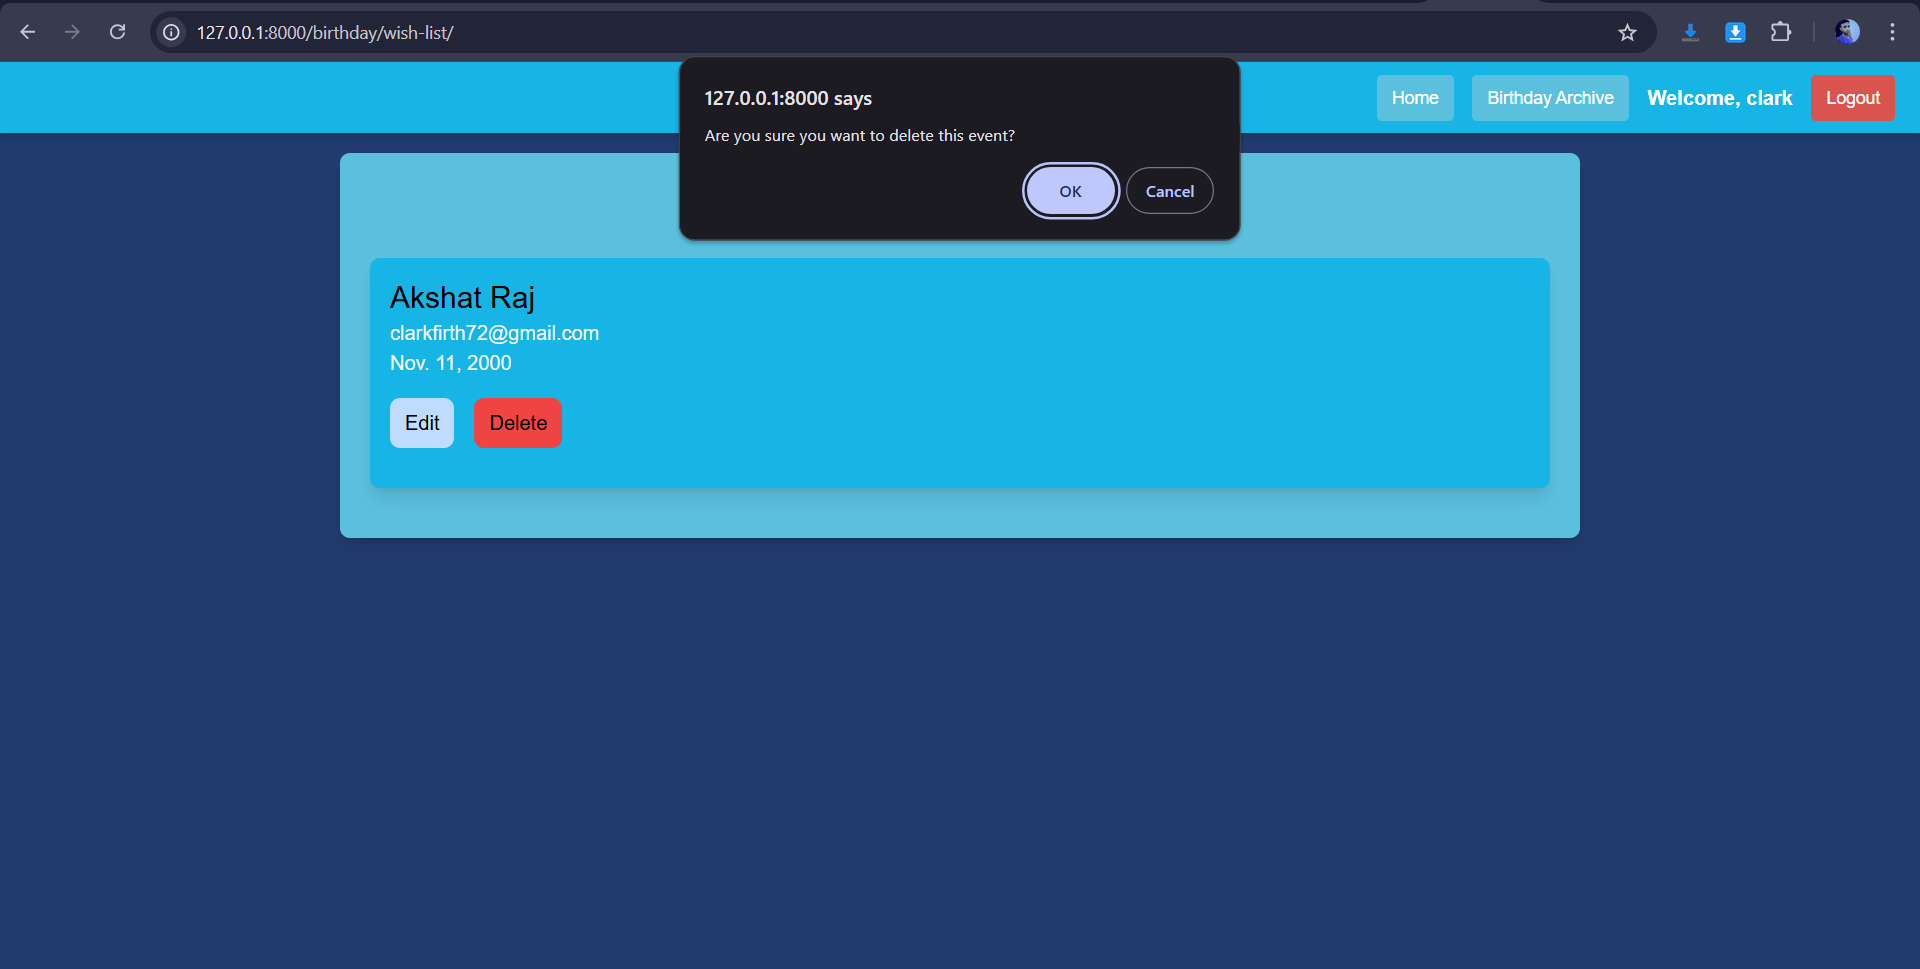 127.0.0.1:8000/birthday/wish-list/
127.0.0.1:8000 says
Are you sure you want to delete this event?
OK Cancel
Home Birthday Archive Welcome, clark Logout
Akshat Raj
clarkfirth72@gmail.com
Nov. 11, 2000
Edit Delete